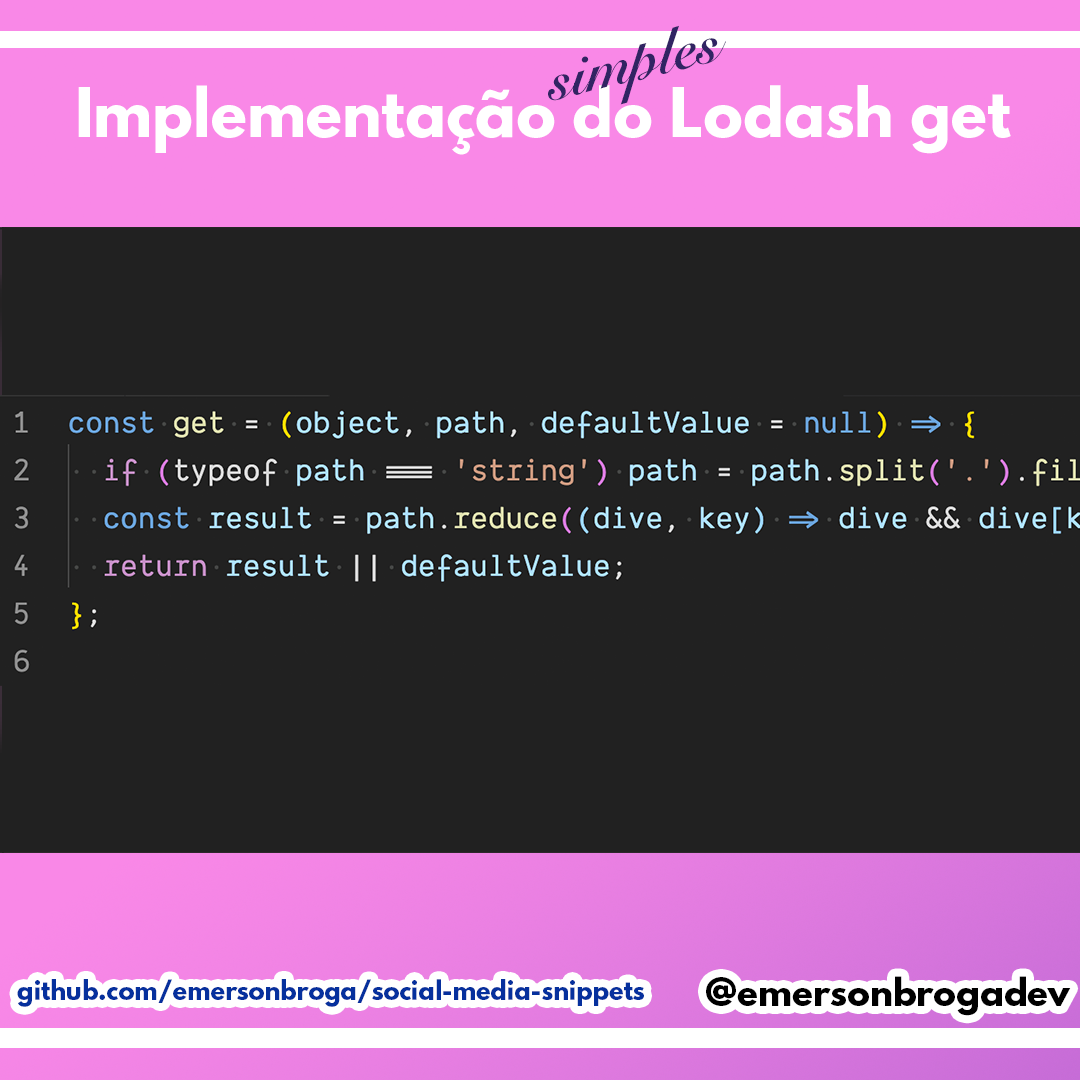 simples
Implementação do Lodash get
1 const get = (object, path, defaultValue = null) => {
2 if (typeof path === 'string') path = path.split('.').fil
3 const result = path.reduce((dive, key) => dive && dive[k
4 return result || defaultValue;
5 };
6
github.com/emersonbroga/social-media-snippets
@emersonbrogadev